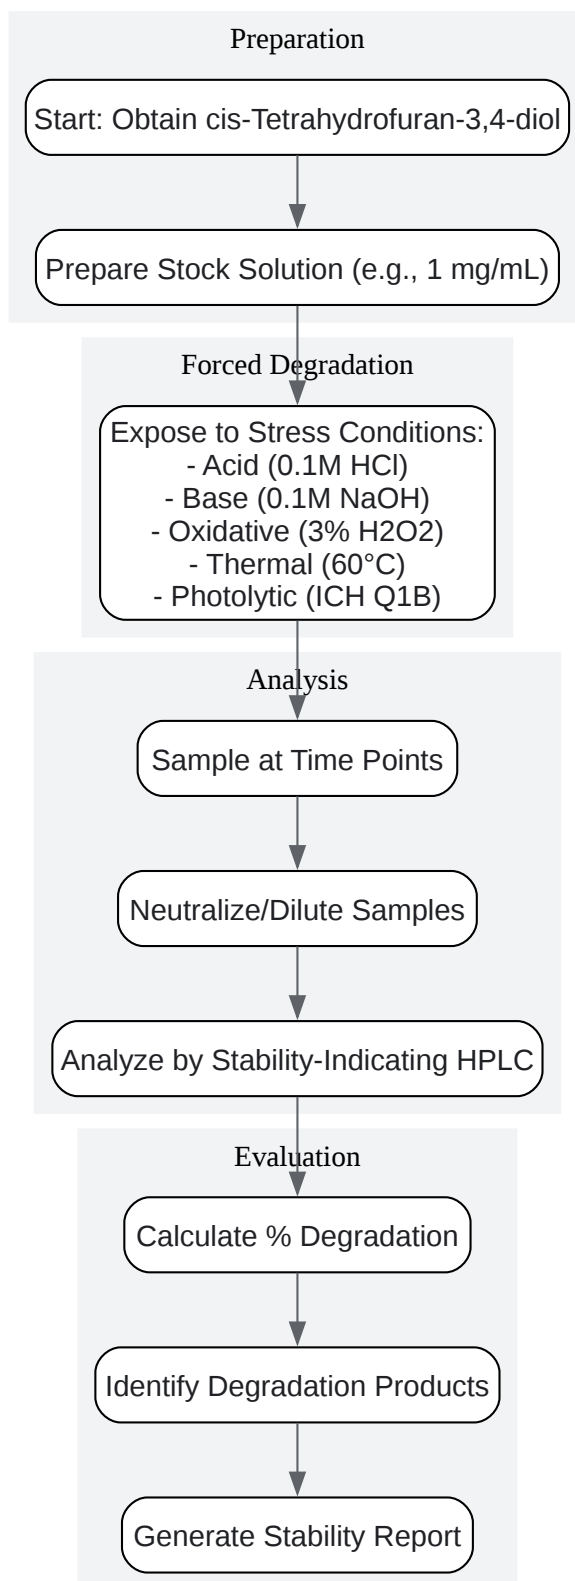 Preparation
Start: Obtain cis-Tetrahydrofuran-3,4-diol
Prepare Stock Solution (e.g., 1 mg/mL)
Forced Degradation
Expose to Stress Conditions:
- Acid (0.1M HCl)
- Base (0.1M NaOH)
- Oxidative (3% H2O2)
- Thermal (60°C)
- Photolytic (ICH Q1B)
Analysis
Sample at Time Points
Neutralize/Dilute Samples
Analyze by Stability-Indicating HPLC
Evaluation
Calculate % Degradation
Identify Degradation Products
Generate Stability Report